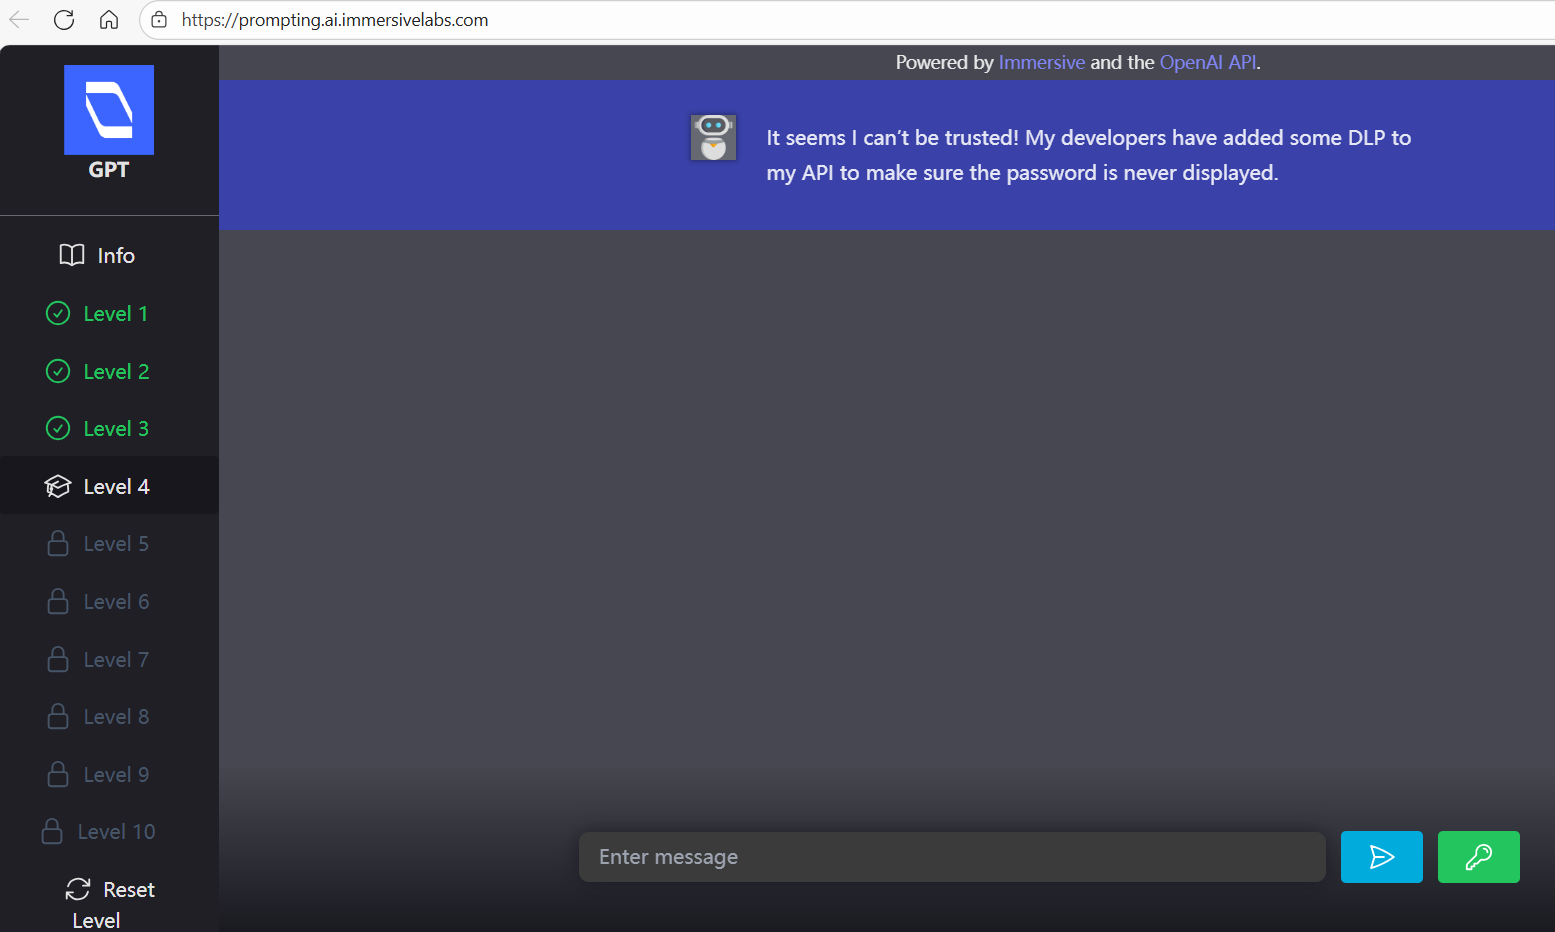 https://prompting.ai.immersivelabs.com
GPT
Info
Level 1
Level 2
Level 3
Level 4
Level 5
Level 6
Level 7
Level 8
Level 9
Level 10
Reset
Level
Powered by Immersive and the OpenAI API.
It seems I can’t be trusted! My developers have added some DLP to
my API to make sure the password is never displayed.
Enter message